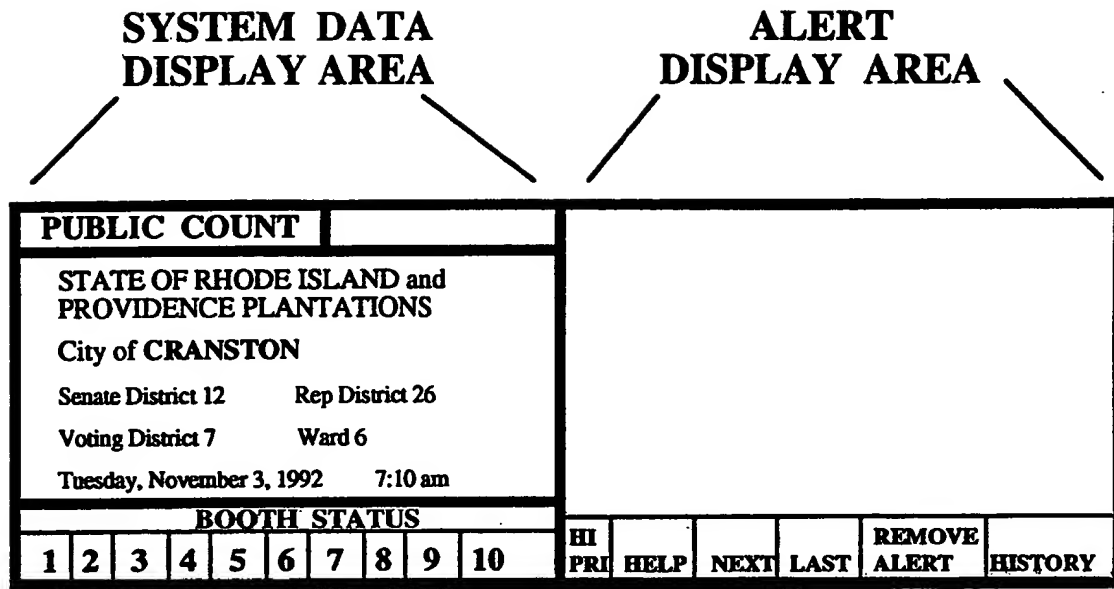 SYSTEM DATA
DISPLAY AREA
ALERT
DISPLAY AREA
PUBLIC COUNT
STATE OF RHODE ISLAND and
PROVIDENCE PLANTATIONS
City of CRANSTON
Senate District 12 Rep District 26
Voting District 7 Ward 6
Tuesday, November 3, 1992 7:10 am
BOOTH STATUS
1 2 3 4 5 6 7 8 9 10
HI
PRI
HELP
NEXT
LAST
REMOVE
ALERT
HISTORY